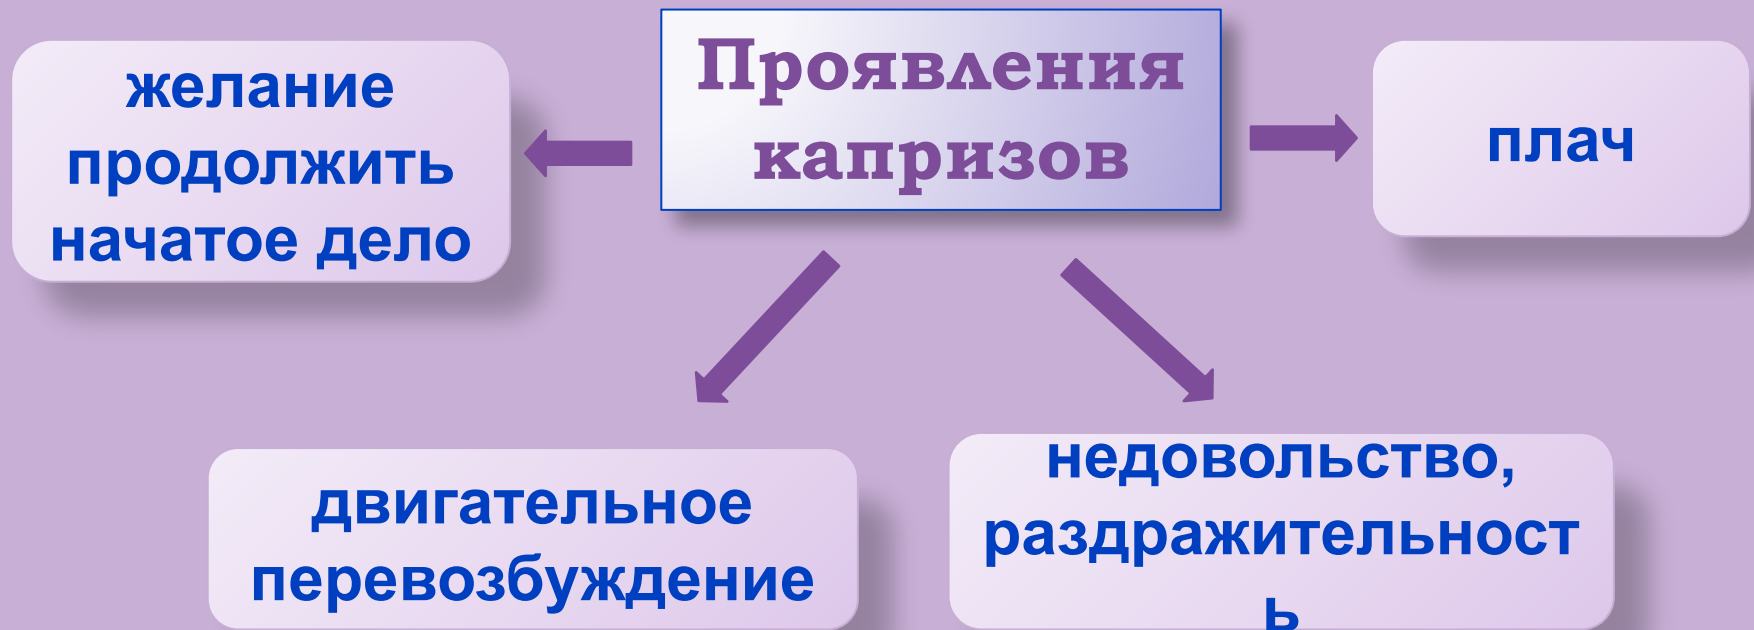 Проявления
капризов
желание
продолжить
начатое дело
плач
двигательное
перевозбуждение
недовольство,
раздражительност
ь